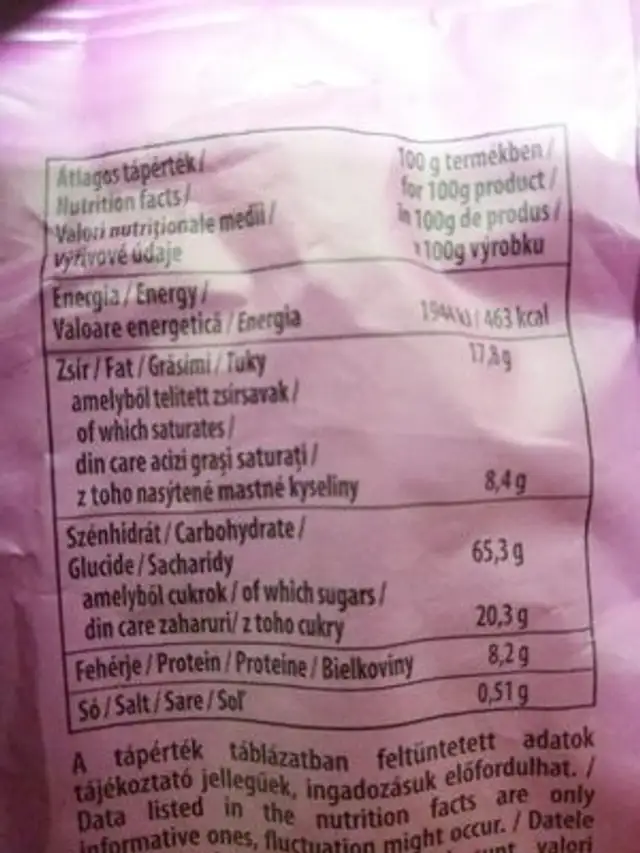 Átlagos tápérték/ 100 g termékben /
Nutrition facts / for 100g product /
Valori nutriționale medii / in 100g de produs /
výživové údaje 100g výrobku
Energia / Energy /
Valoare energetică / Energia 1944 kJ / 463 kcal
Zsír / Fat / Grăsimi / Tuky 17,8 g
amelyből telített zsírsavak /
of which saturates /
din care acizi grași saturați /
z toho nasýtené mastné kyseliny 8,4 g
Szénhidrát / Carbohydrate /
Glucide / Sacharidy 65,3 g
amelyből cukrok / of which sugars /
din care zaharuri/ z toho cukry 20,3 g
Fehérje / Protein / Proteine / Bielkoviny 8,2 g
Só / Salt / Sare / Soľ 0,51 g
A tápérték táblázatban feltüntetett adatok
tájékoztató jellegűek, ingadozásuk előfordulhat. /
Data listed in the nutrition facts are only
informative ones, fluctuation might occur. / Datele
valori